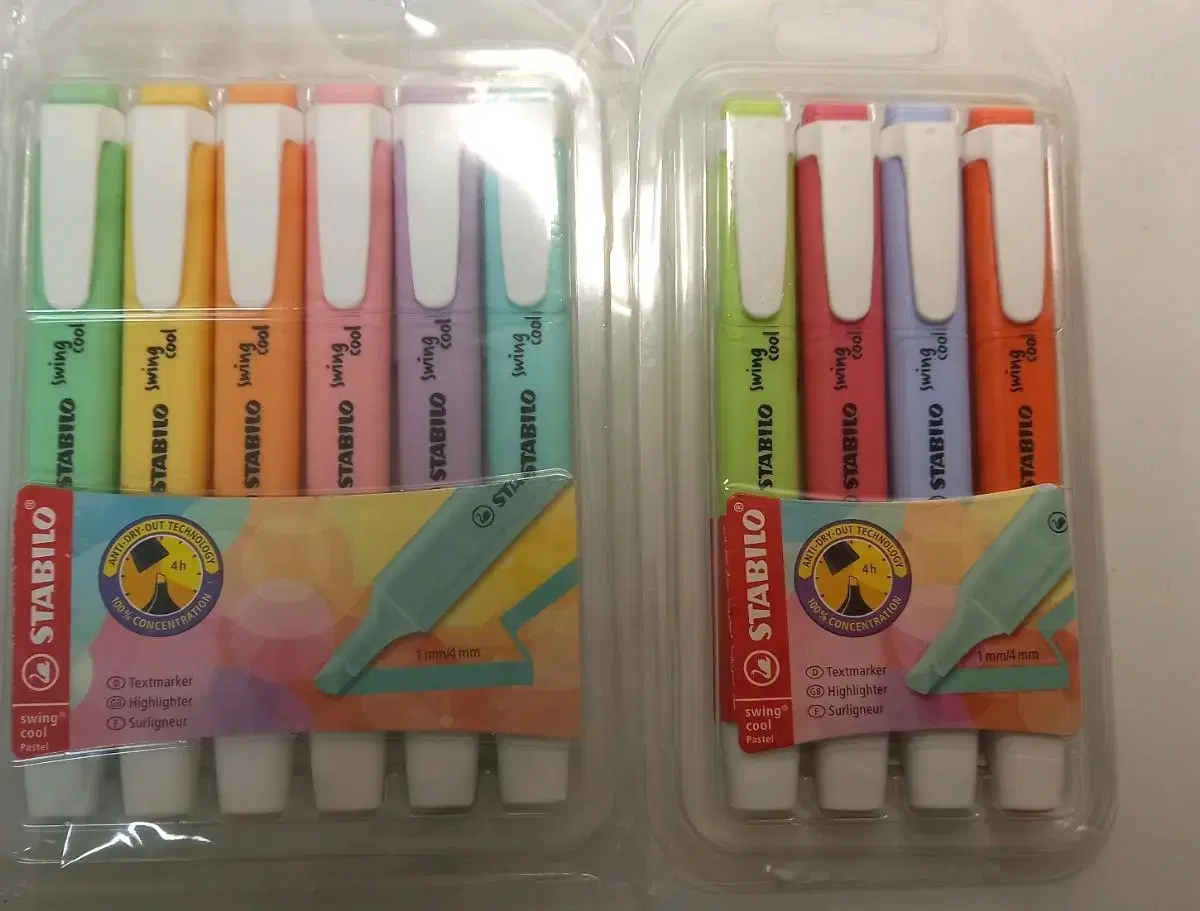 swing cool
STABILO
swing cool
STABILO
swing cool
STABILO
swing cool
STABILO
swing cool
STABILO
swing cool
STABILO
STABILO®
swing®
cool
Pastel
ANTI-DRY-OUT TECHNOLOGY
4h
100% CONCENTRATION
STA
1 mm/4 mm
D Textmarker
GB Highlighter
F Surligneur
swing cool
STABILO
swing cool
STABILO
swing cool
STABILO
swing cool
STABILO
STABILO®
swing®
cool
Pastel
ANTI-DRY-OUT TECHNOLOGY
4h
100% CONCENTRATION
1 mm/4 mm
D Textmarker
GB Highlighter
F Surligneur